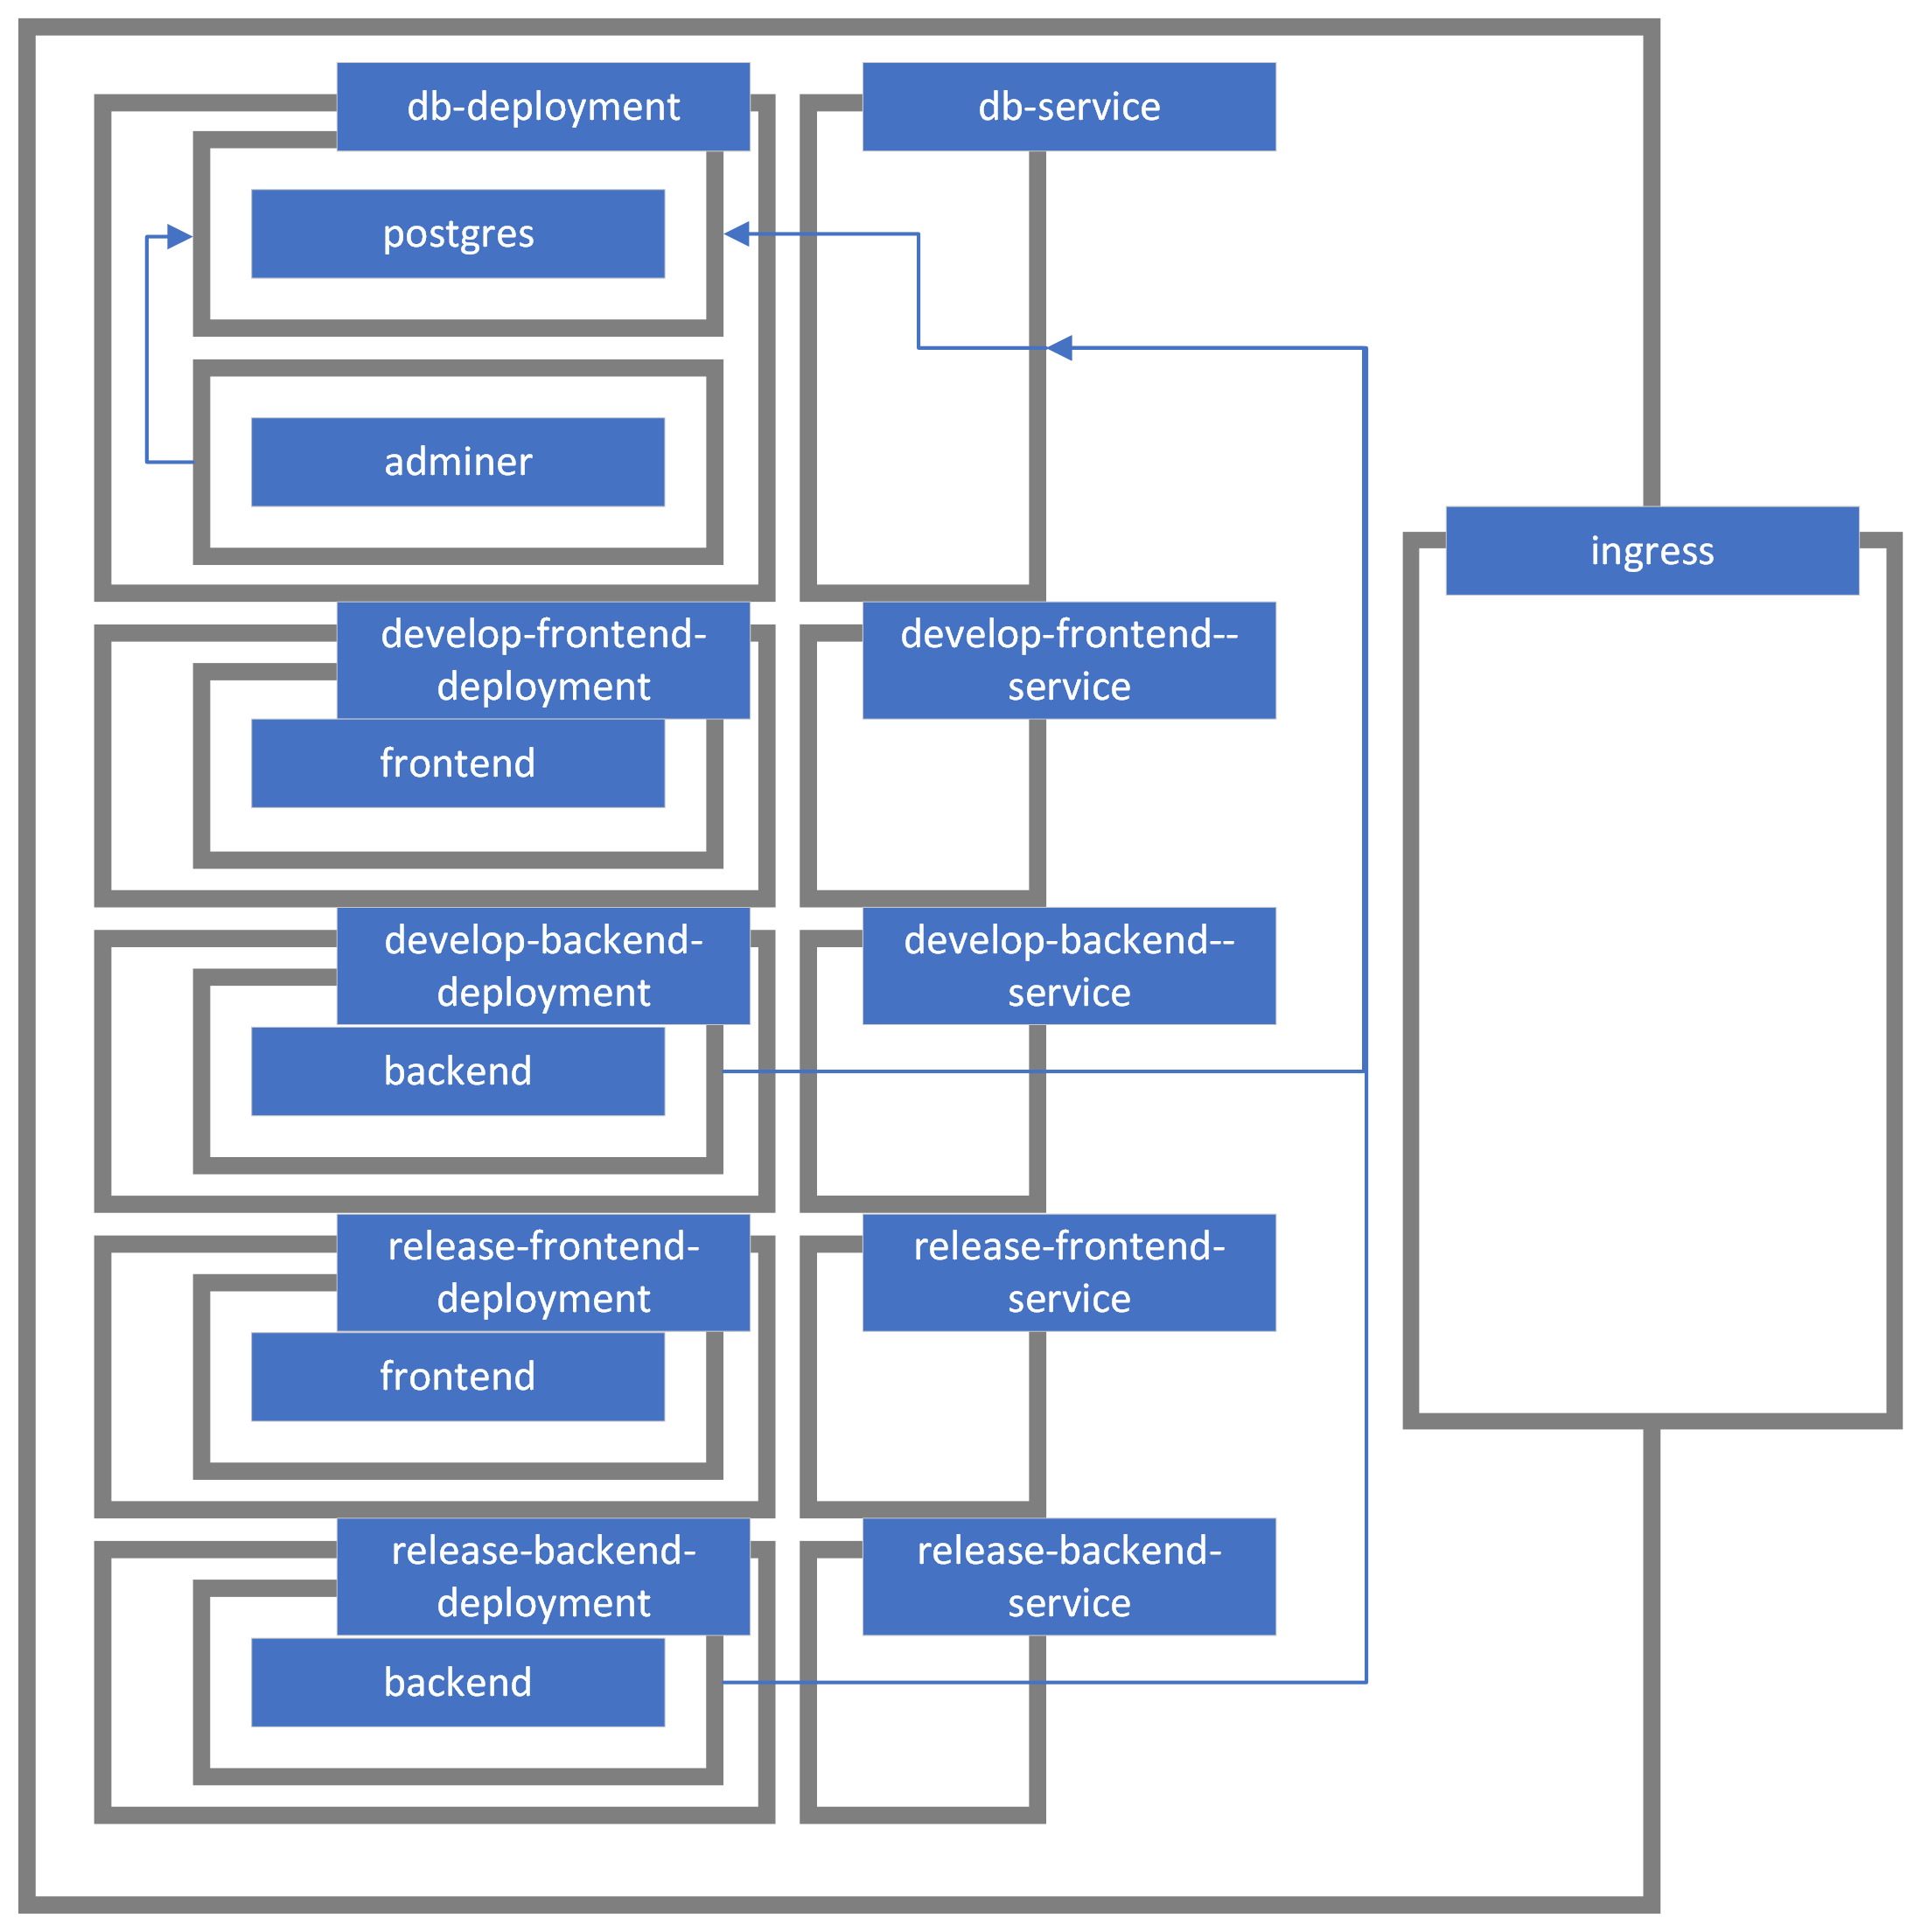 db-deployment
db-service
postgres
adminer
ingress
develop-frontend-
deployment
develop-frontend--
service
frontend
develop-backend-
deployment
develop-backend--
service
backend
release-frontend-
deployment
release-frontend-
service
frontend
release-backend-
deployment
release-backend-
service
backend